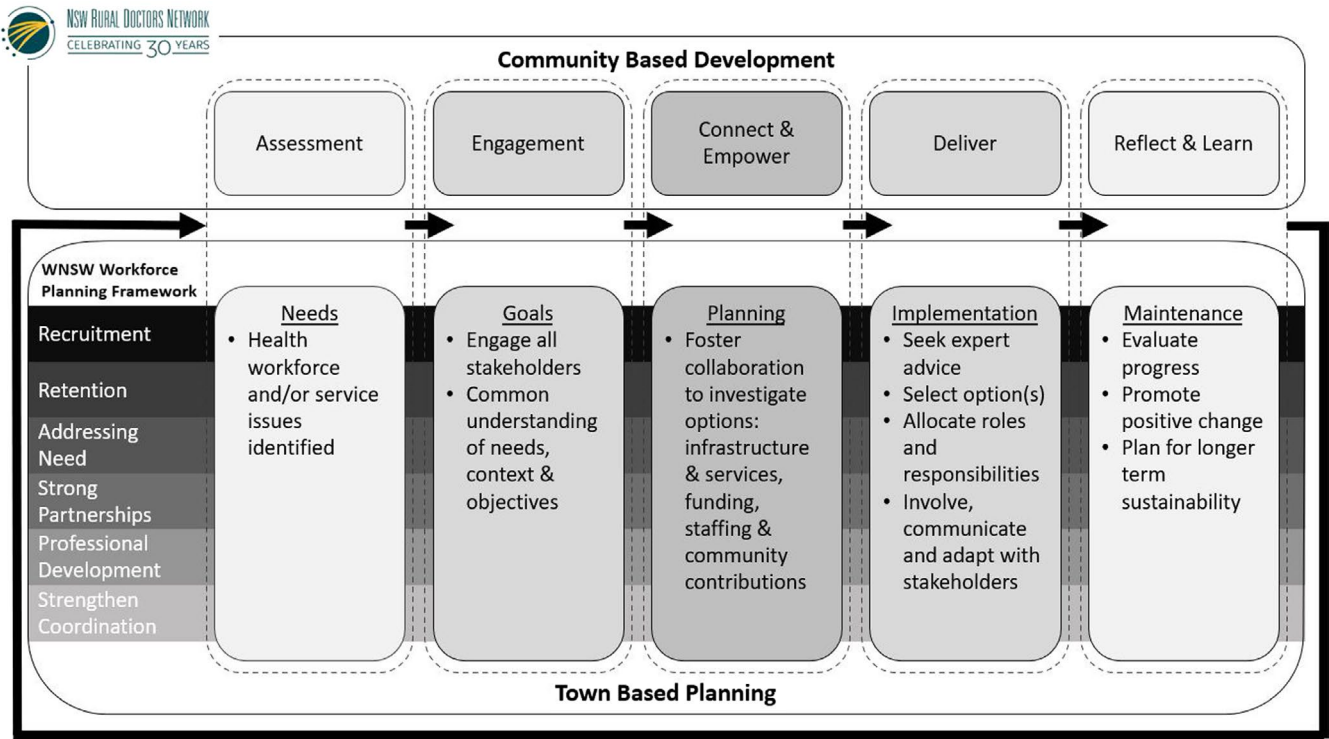 NSW RURAL DOCTORS NETWORK
CELEBRATING 30 YEARS
Community Based Development
Assessment
Engagement
Connect &
Empower
Deliver
Reflect & Learn
WNSW Workforce
Planning Framework
Recruitment
Retention
Addressing
Need
Strong
Partnerships
Professional
Development
Strengthen
Coordination
Needs
• Health
workforce
and/or service
issues
identified
Goals
• Engage all
stakeholders
• Common
understanding
of needs,
context &
objectives
Planning
• Foster
collaboration
to investigate
options:
infrastructure
& services,
funding,
staffing &
community
contributions
Implementation
• Seek expert
advice
• Select option(s)
• Allocate roles
and
responsibilities
• Involve,
communicate
and adapt with
stakeholders
Maintenance
• Evaluate
progress
• Promote
positive change
• Plan for longer
term
sustainability
Town Based Planning